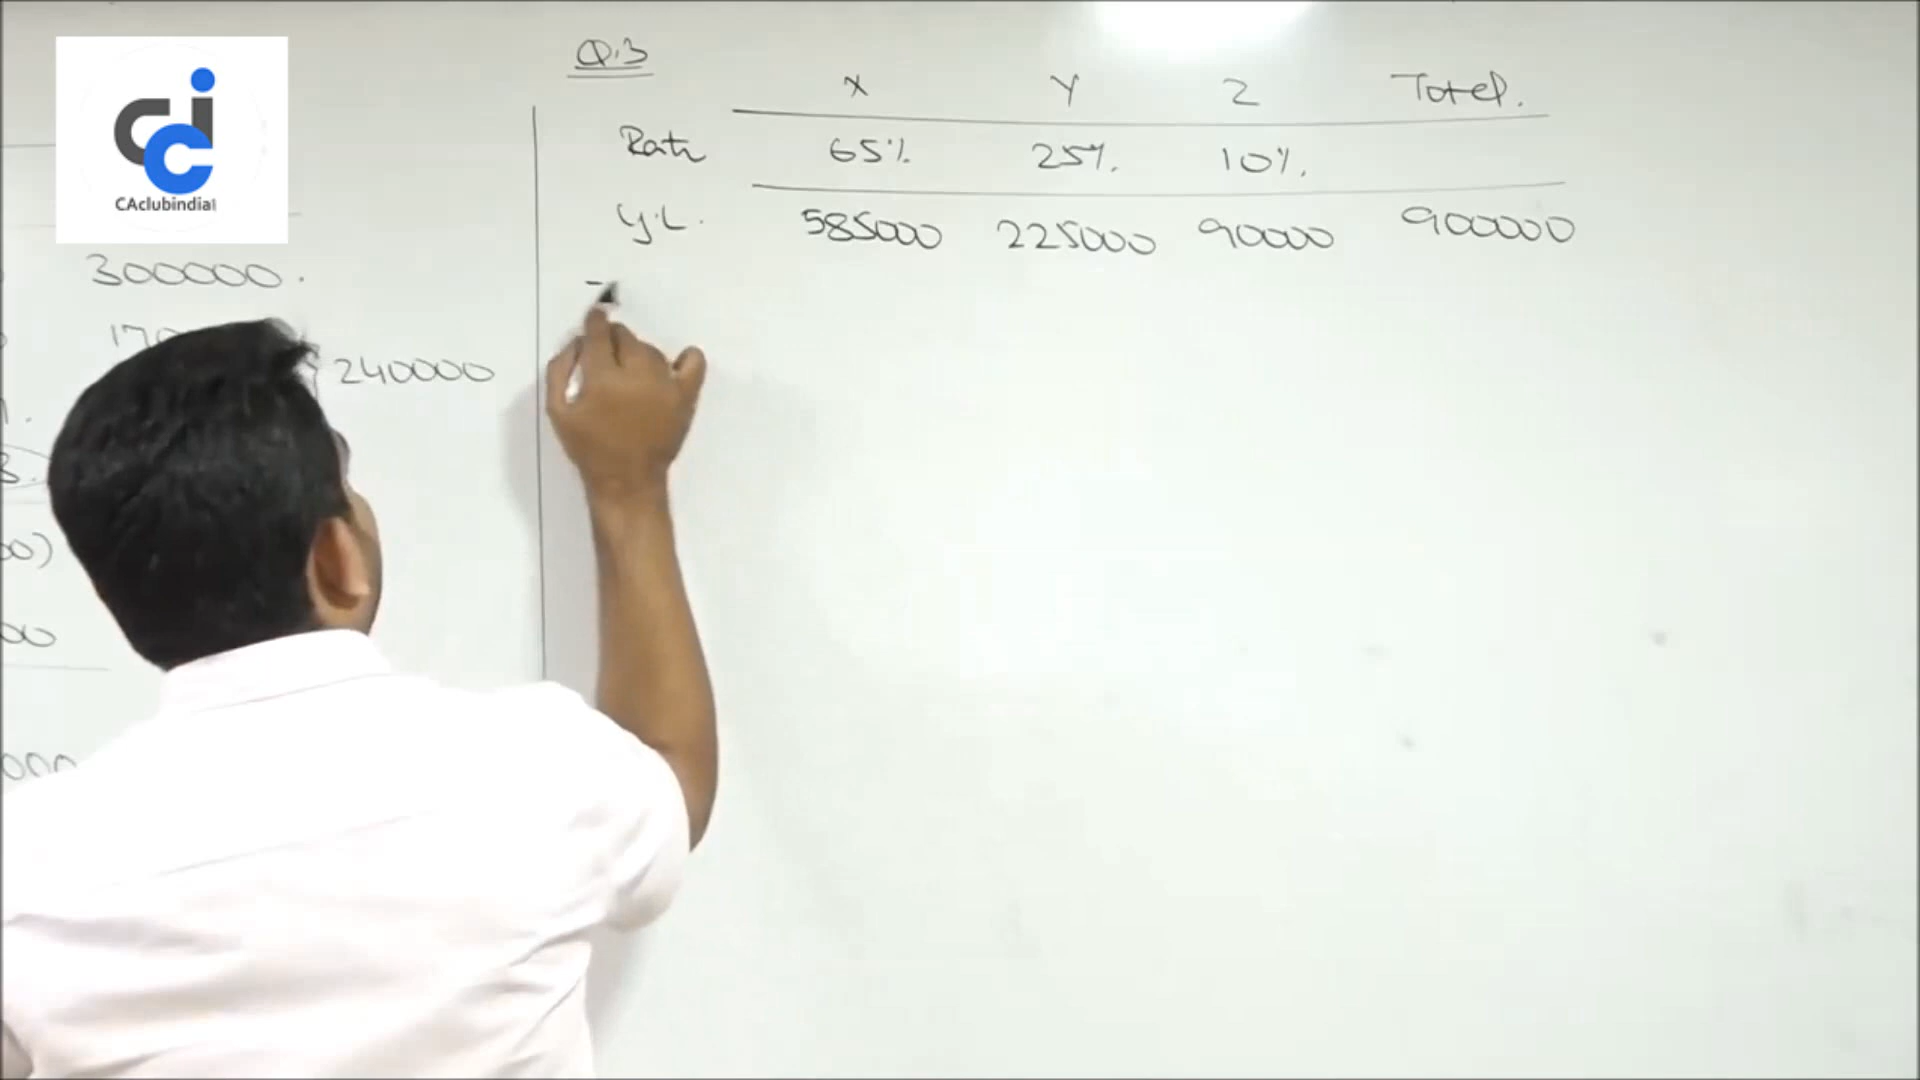 CAclubindia
300000.
240000
Q.3
X Y Z Total.
Rate 65% 25% 10%.
Y.L. 585000 225000 90000 900000